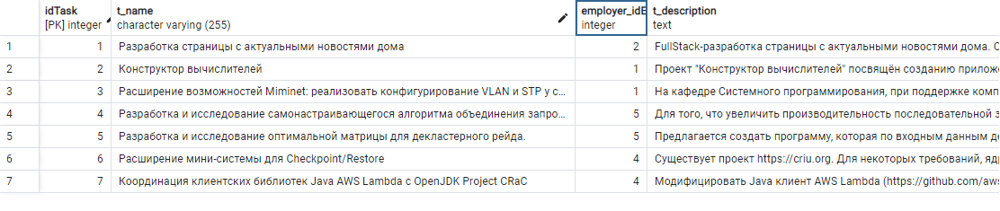 idTask t_name employer_idE t_description
[PK] integer character varying (255) integer text
1 1 Разработка страницы с актуальными новостями дома 2 FullStack-разработка страницы с актуальными новостями дома. С
2 2 Конструктор вычислителей 1 Проект "Конструктор вычислителей" посвящён созданию прилож
3 3 Расширение возможностей Miminet: реализовать конфигурирование VLAN и STP у с... 1 На кафедре Системного программирования, при поддержке комп
4 4 Разработка и исследование самонастраивающегося алгоритма объединения запро... 5 Для того, что увеличить производительность последовательной з
5 5 Разработка и исследование оптимальной матрицы для декластерного рейда. 5 Предлагается создать программу, которая по входным данным де
6 6 Расширение мини-системы для Checkpoint/Restore 4 Существует проект https://criu.org. Для некоторых требований, яд
7 7 Координация клиентских библиотек Java AWS Lambda с OpenJDK Project CRaC 4 Модифицировать Java клиент AWS Lambda (https://github.com/aws